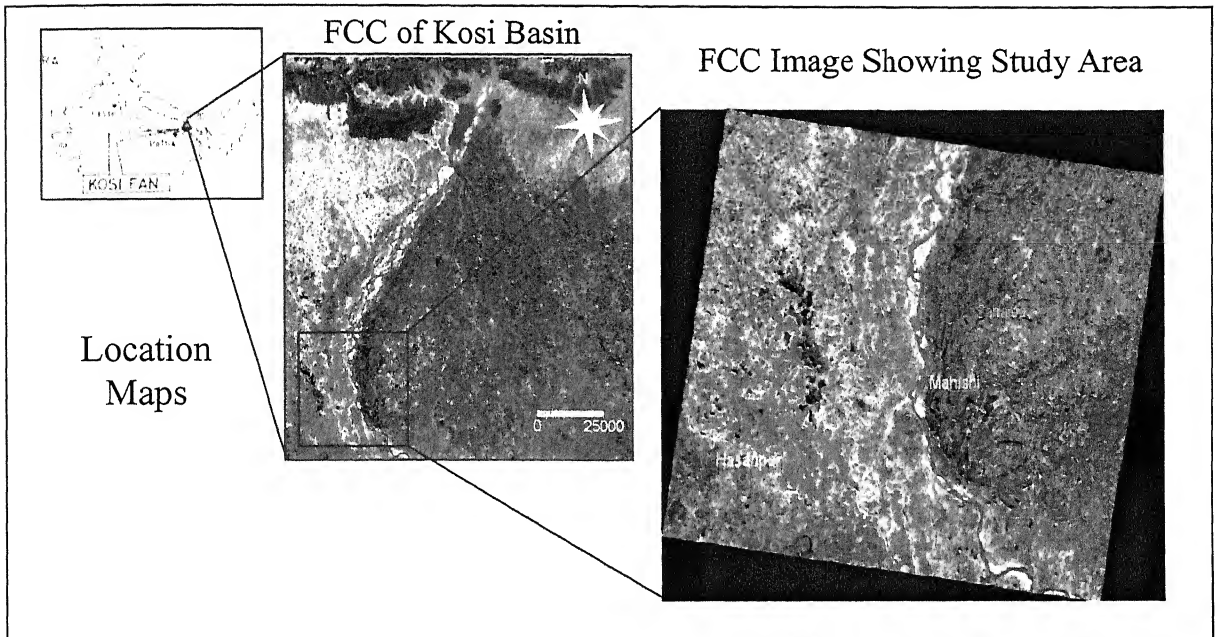 FCC of Kosi Basin
FCC Image Showing Study Area
KOSI FAN
Location
Maps
N
0 25000
Mahishi
Hasanpur